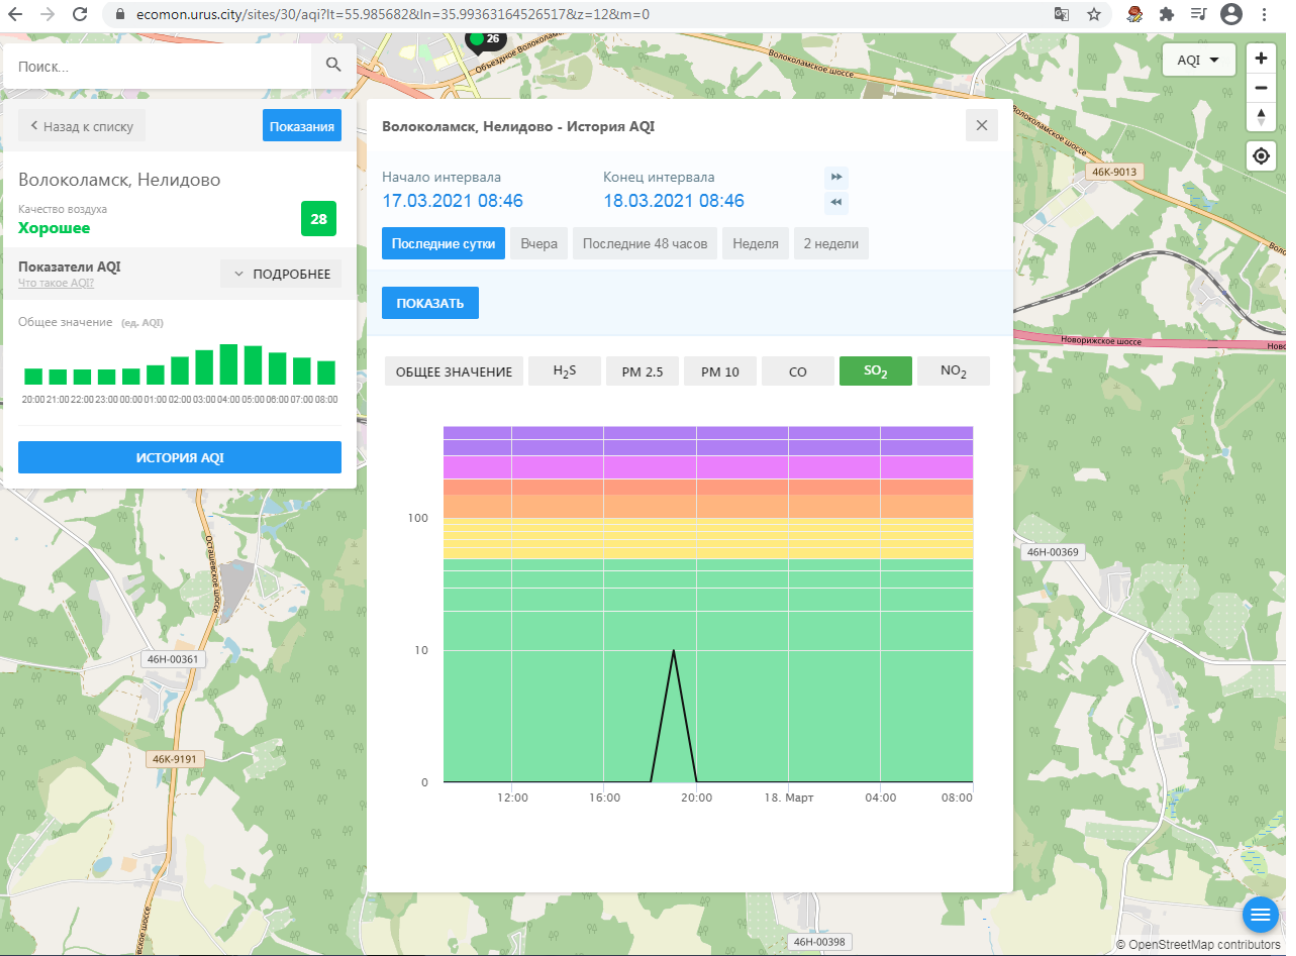 ecomon.urus.city/sites/30/aqi?lt=55.985682&ln=35.99363164526517&z=12&m=0
26
Объездное Волоколамск
Волоколамское шоссе
AQI
Поиск...
Назад к списку
Показания
Волоколамск, Нелидово - История AQI
Волоколамское шоссе
46К-9013
Волоколамск, Нелидово
Качество воздуха
Хорошее
28
Начало интервала
Конец интервала
17.03.2021 08:46
18.03.2021 08:46
Последние сутки
Вчера
Последние 48 часов
Неделя
2 недели
Показатели AQI
Что такое AQI?
ПОДРОБНЕЕ
ПОКАЗАТЬ
Общее значение (ед. AQI)
20:00 21:00 22:00 23:00 00:00 01:00 02:00 03:00 04:00 05:00 06:00 07:00 08:00
Новорижское шоссе
Ново
ОБЩЕЕ ЗНАЧЕНИЕ
H2S
PM 2.5
PM 10
CO
SO2
NO2
ИСТОРИЯ AQI
100
10
0
12:00
16:00
20:00
18. Март
04:00
08:00
Осташевское шоссе
46Н-00369
46Н-00361
46К-9191
46Н-00398
© OpenStreetMap contributors